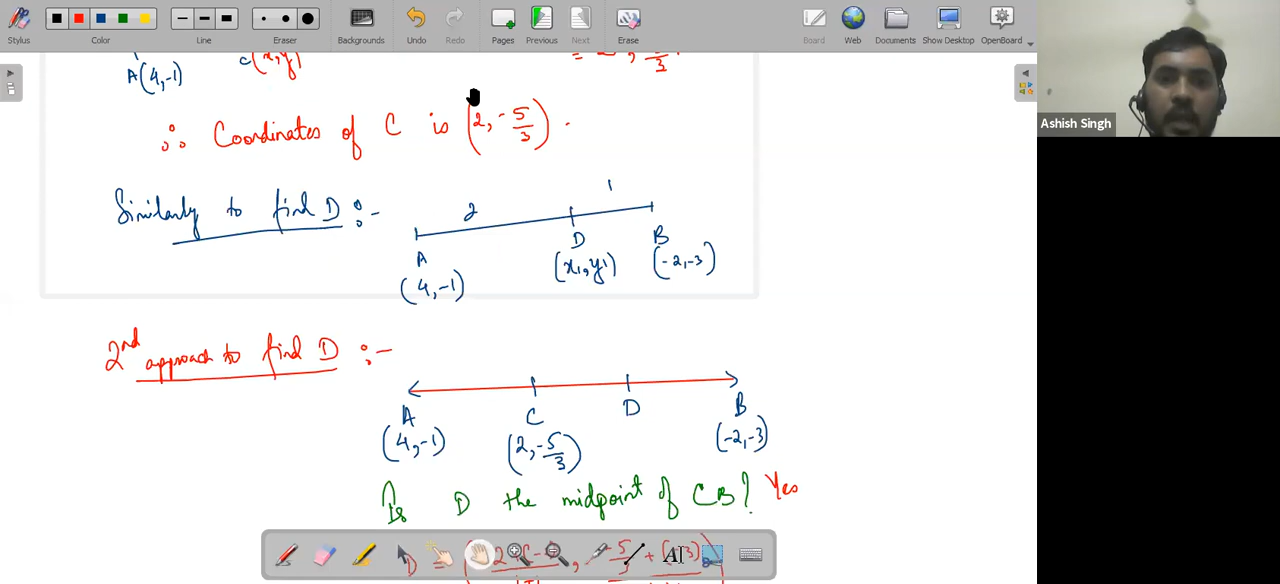 Stylus Color Line Eraser Backgrounds Undo Redo Pages Previous Next Erase Board Web Documents Show Desktop OpenBoard
A(4,-1) C(x,y)
∴ Coordinates of C is (2, -5/3).
Similarly to find D :-
2 1
A D B
(4,-1) (x₁,y₁) (-2,-3)
2nd approach to find D :-
A C D B
(4,-1) (2,-5/3) (-2,-3)
Is D the midpoint of CB? Yes
Ashish Singh